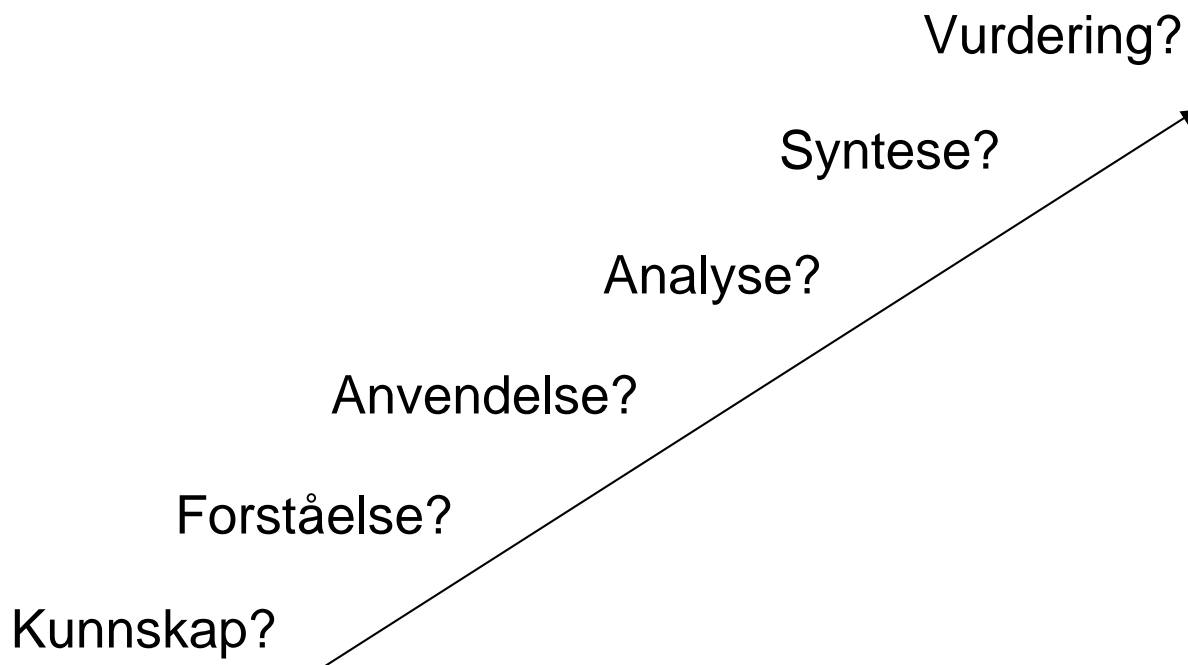 Vurdering?
Syntese?
Analyse?
Anvendelse?
Forståelse?
Kunnskap?